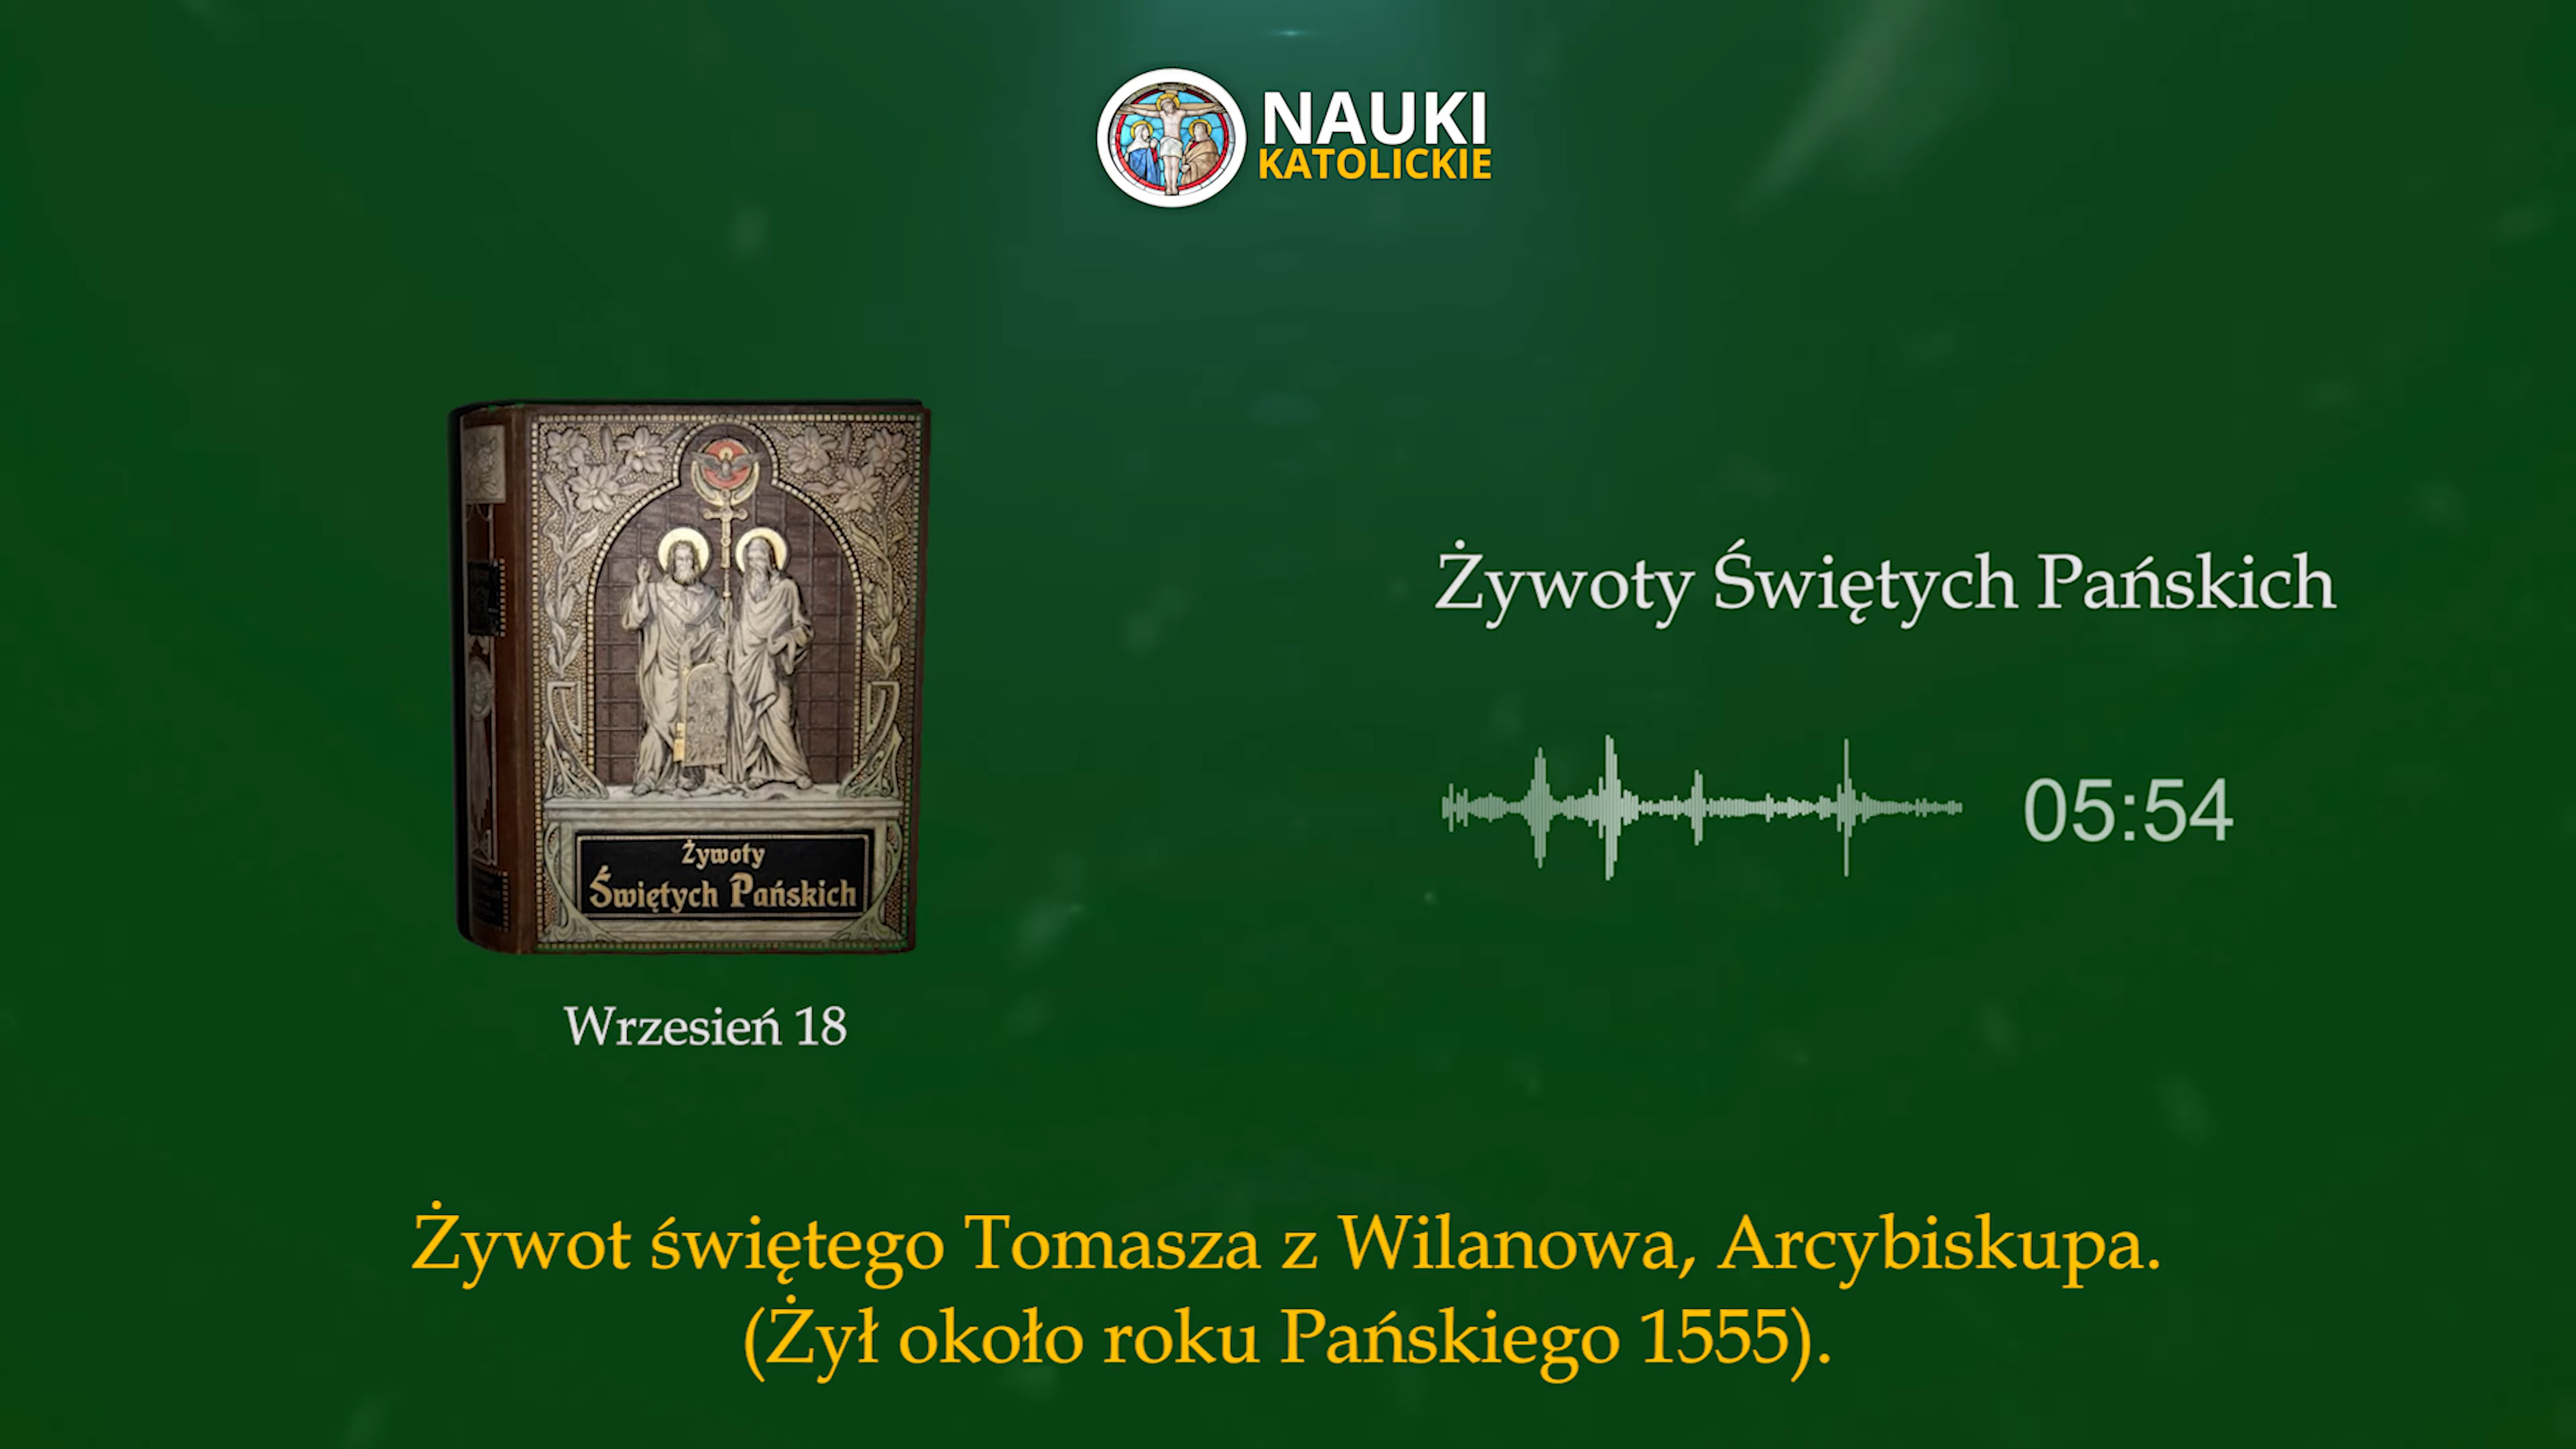 NAUKI
KATOLICKIE
Żywoty Świętych Pańskich
05:54
Żywoty
Świętych Pańskich
Wrzesień 18
Żywot świętego Tomasza z Wilanowa, Arcybiskupa.
(Żył około roku Pańskiego 1555).